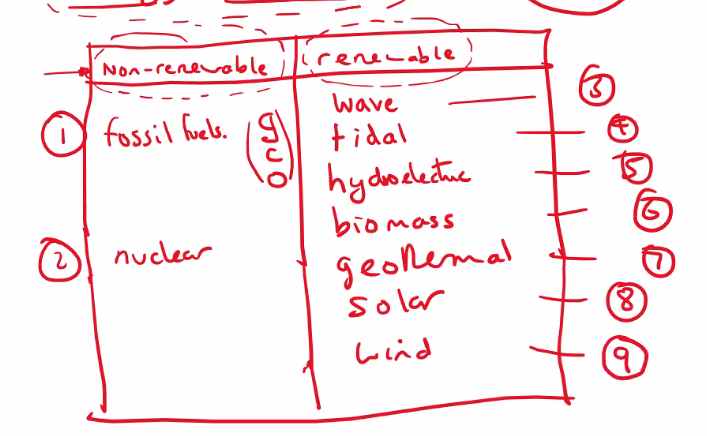 Non-renewable renewable
wave 3
1 fossil fuels. (g c o) tidal 4
hydroelectric 5
biomass 6
2 nuclear geothermal 7
solar 8
wind 9